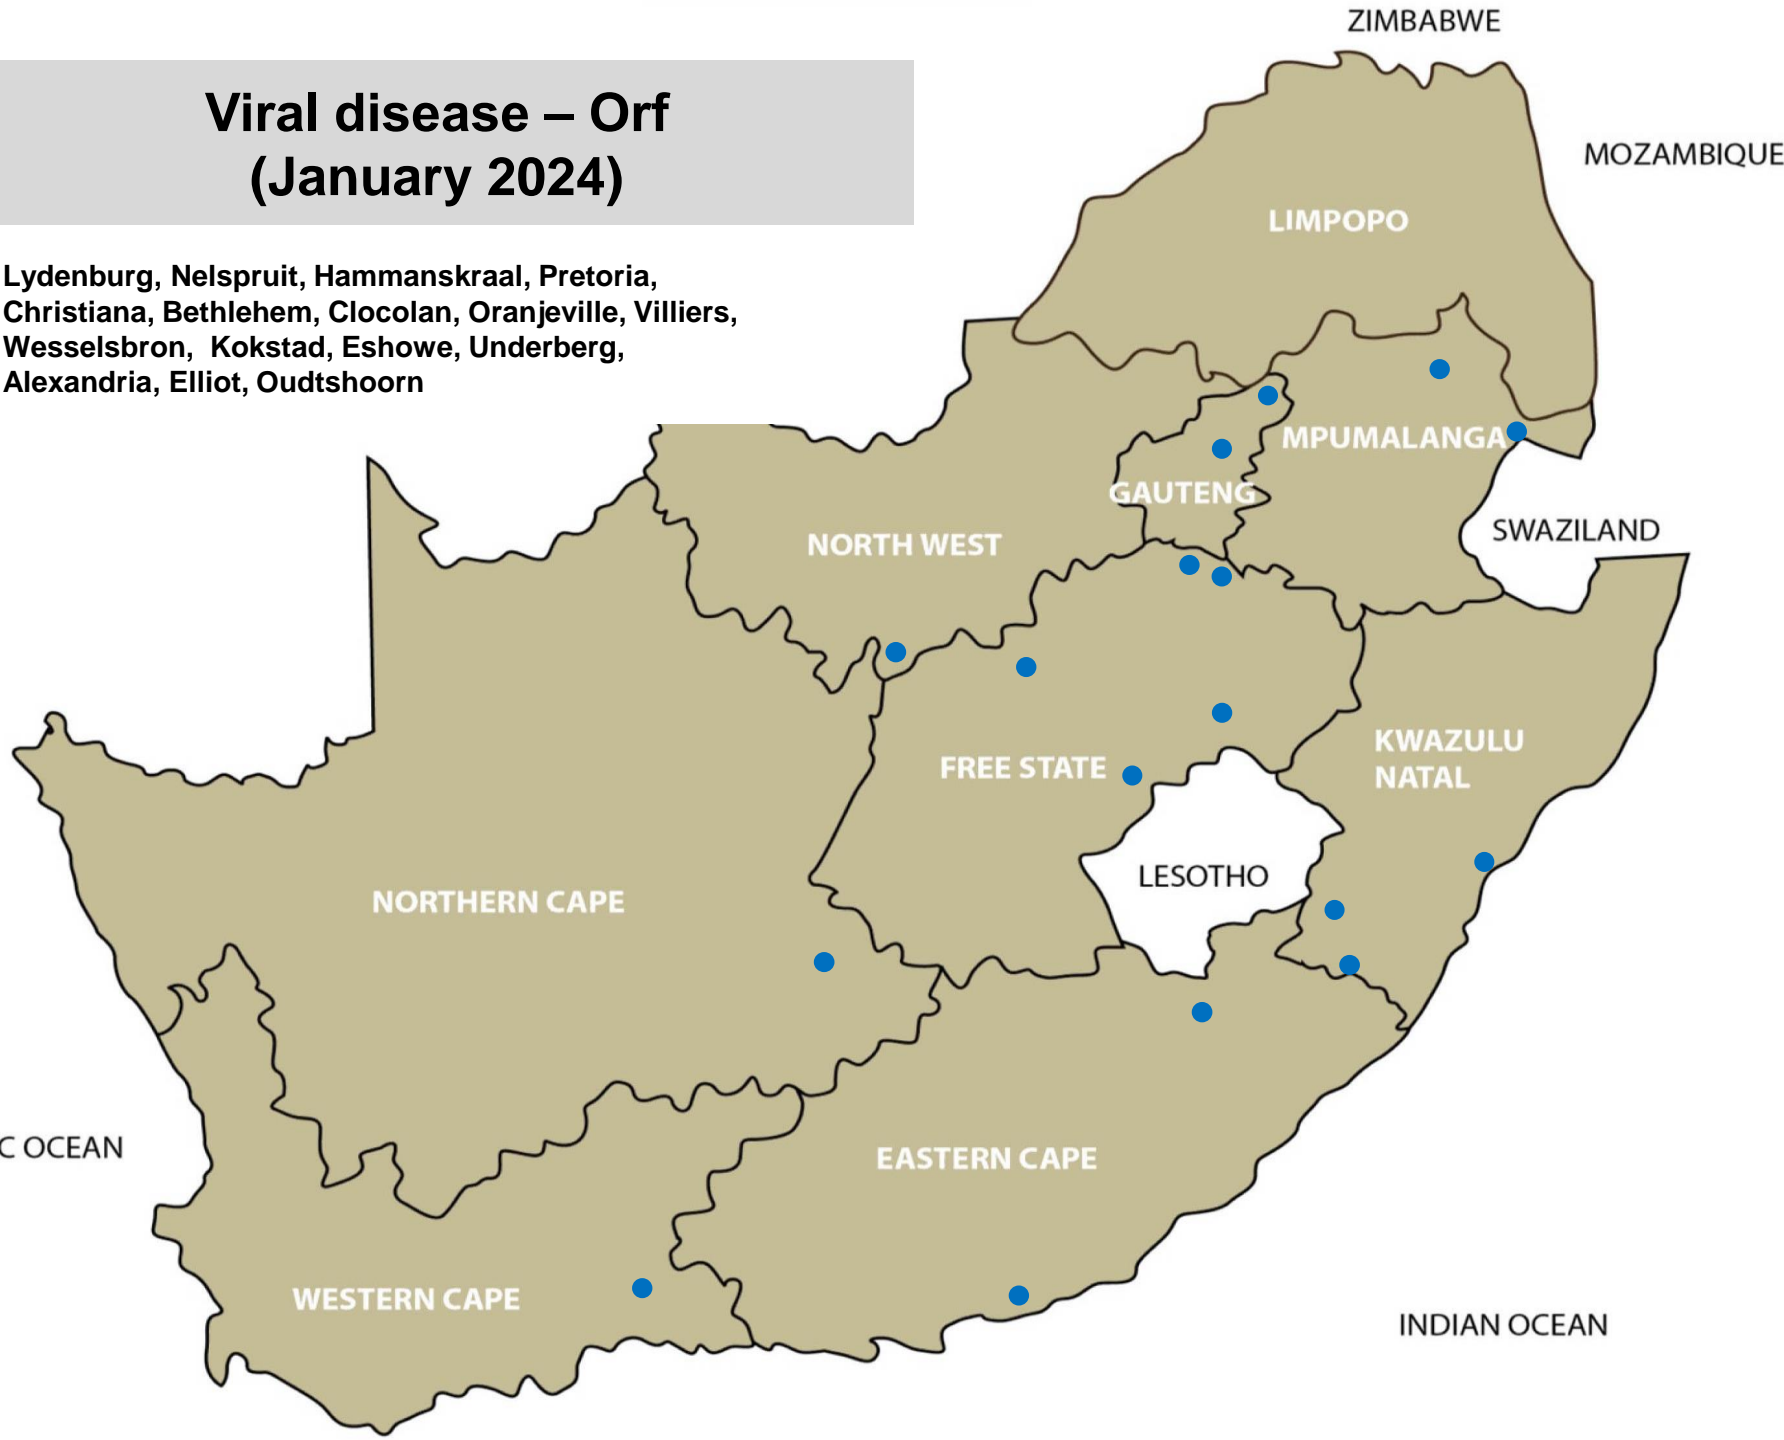 ZIMBABWE
Viral disease – Orf
(January 2024)
MOZAMBIQUE
LIMPOPO
Lydenburg, Nelspruit, Hammanskraal, Pretoria,
Christiana, Bethlehem, Clocolan, Oranjeville, Villiers,
Wesselsbron, Kokstad, Eshowe, Underberg,
Alexandria, Elliot, Oudtshoorn
MPUMALANGA
GAUTENG
SWAZILAND
NORTH WEST
KWAZULU
NATAL
FREE STATE
LESOTHO
NORTHERN CAPE
C OCEAN
EASTERN CAPE
WESTERN CAPE
INDIAN OCEAN